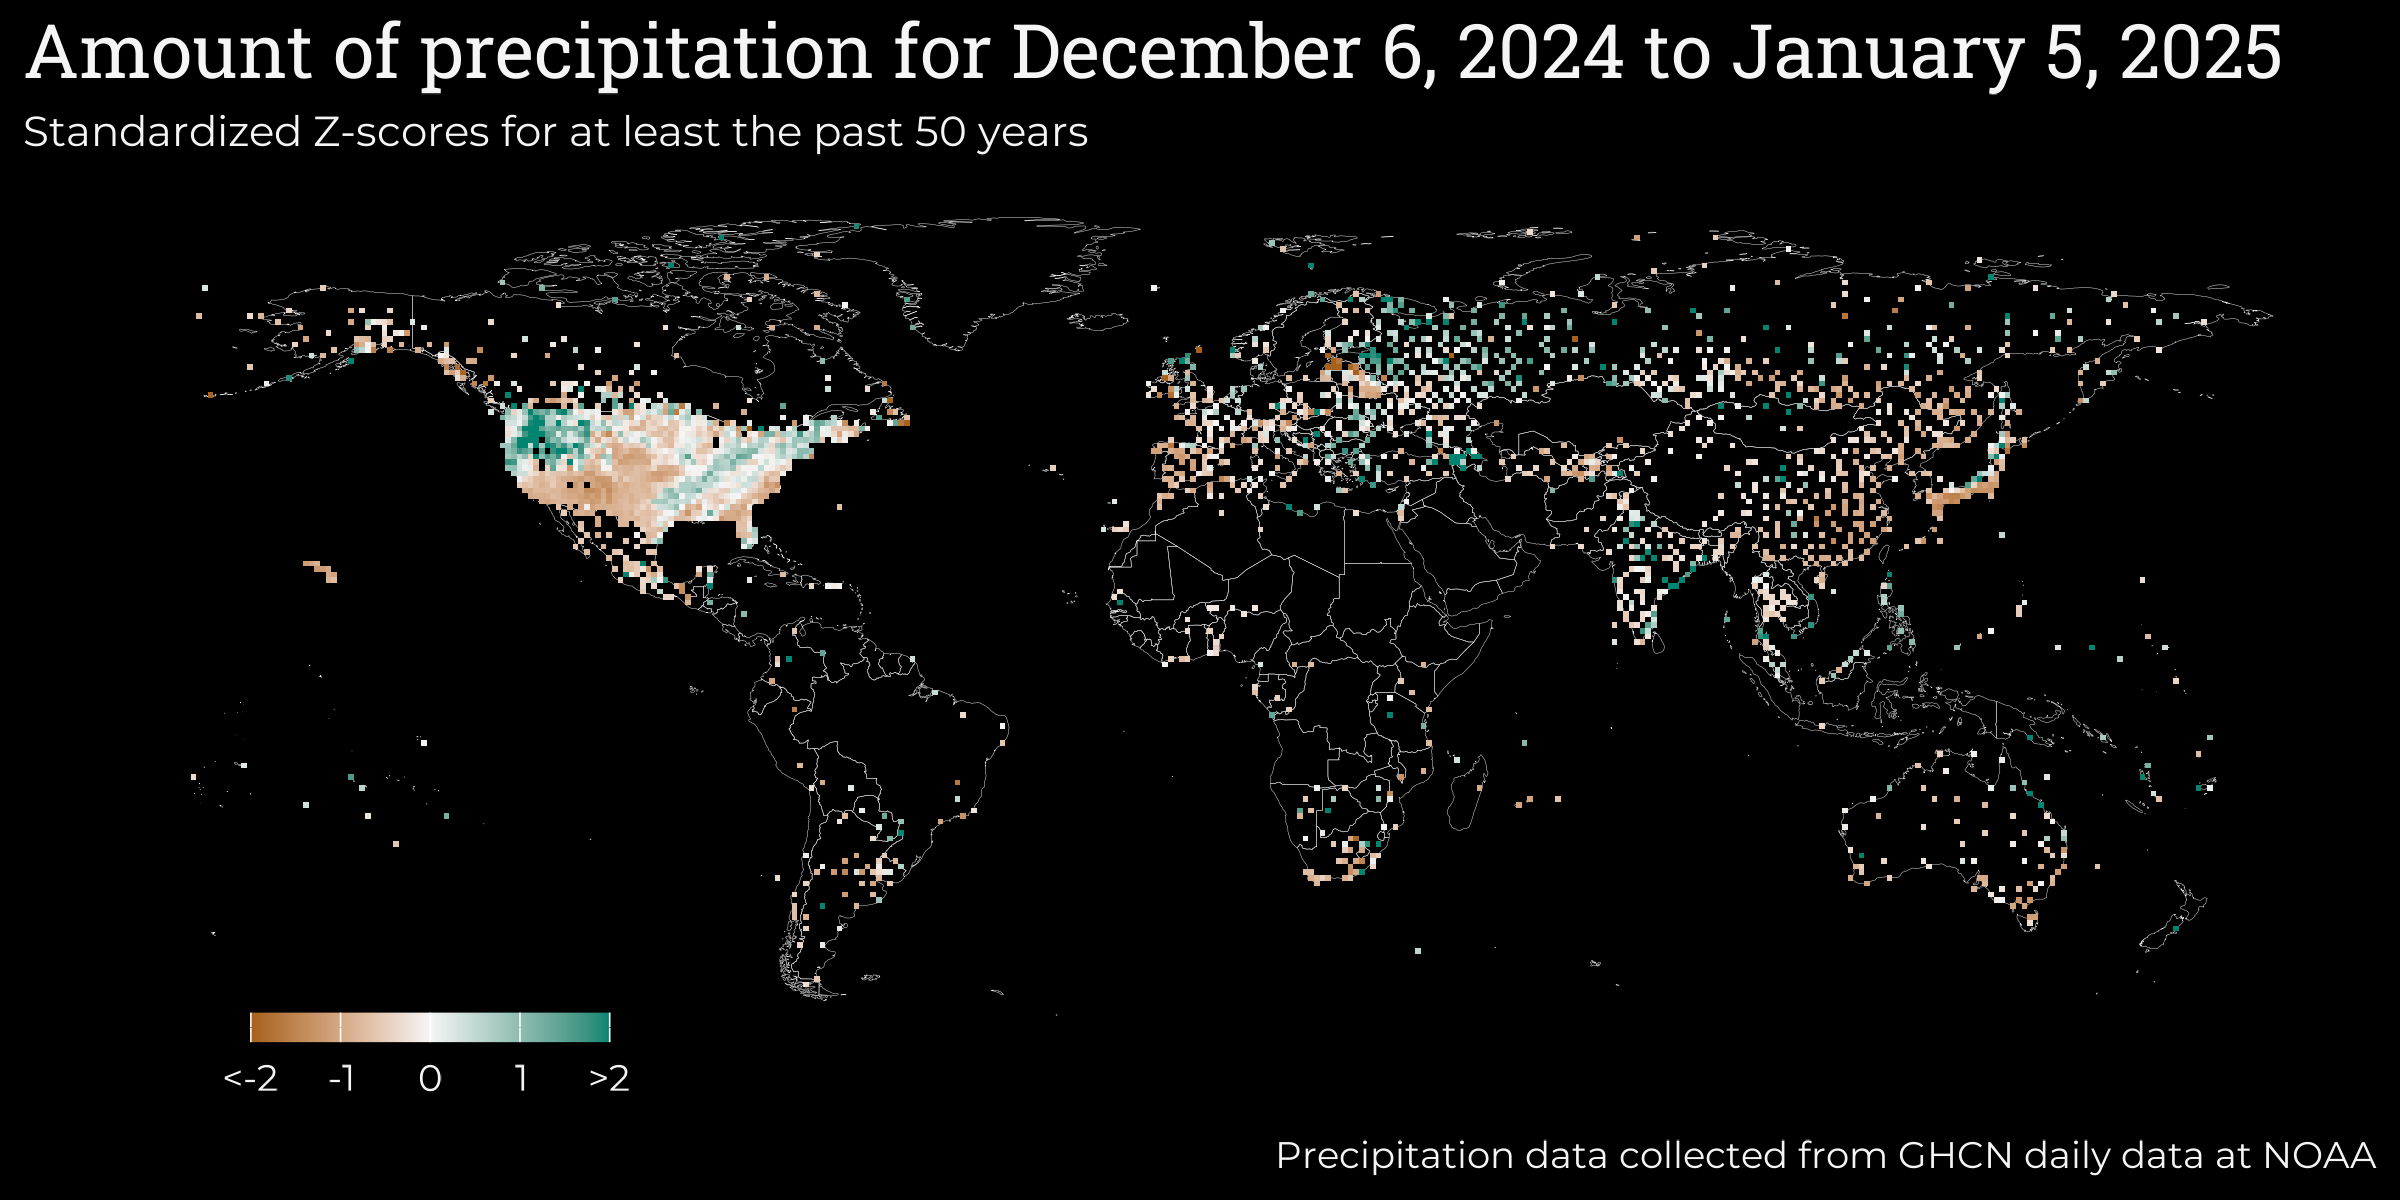 Amount of precipitation for December 6, 2024 to January 5, 2025
Standardized Z-scores for at least the past 50 years
<-2 -1 0 1 >2
Precipitation data collected from GHCN daily data at NOAA